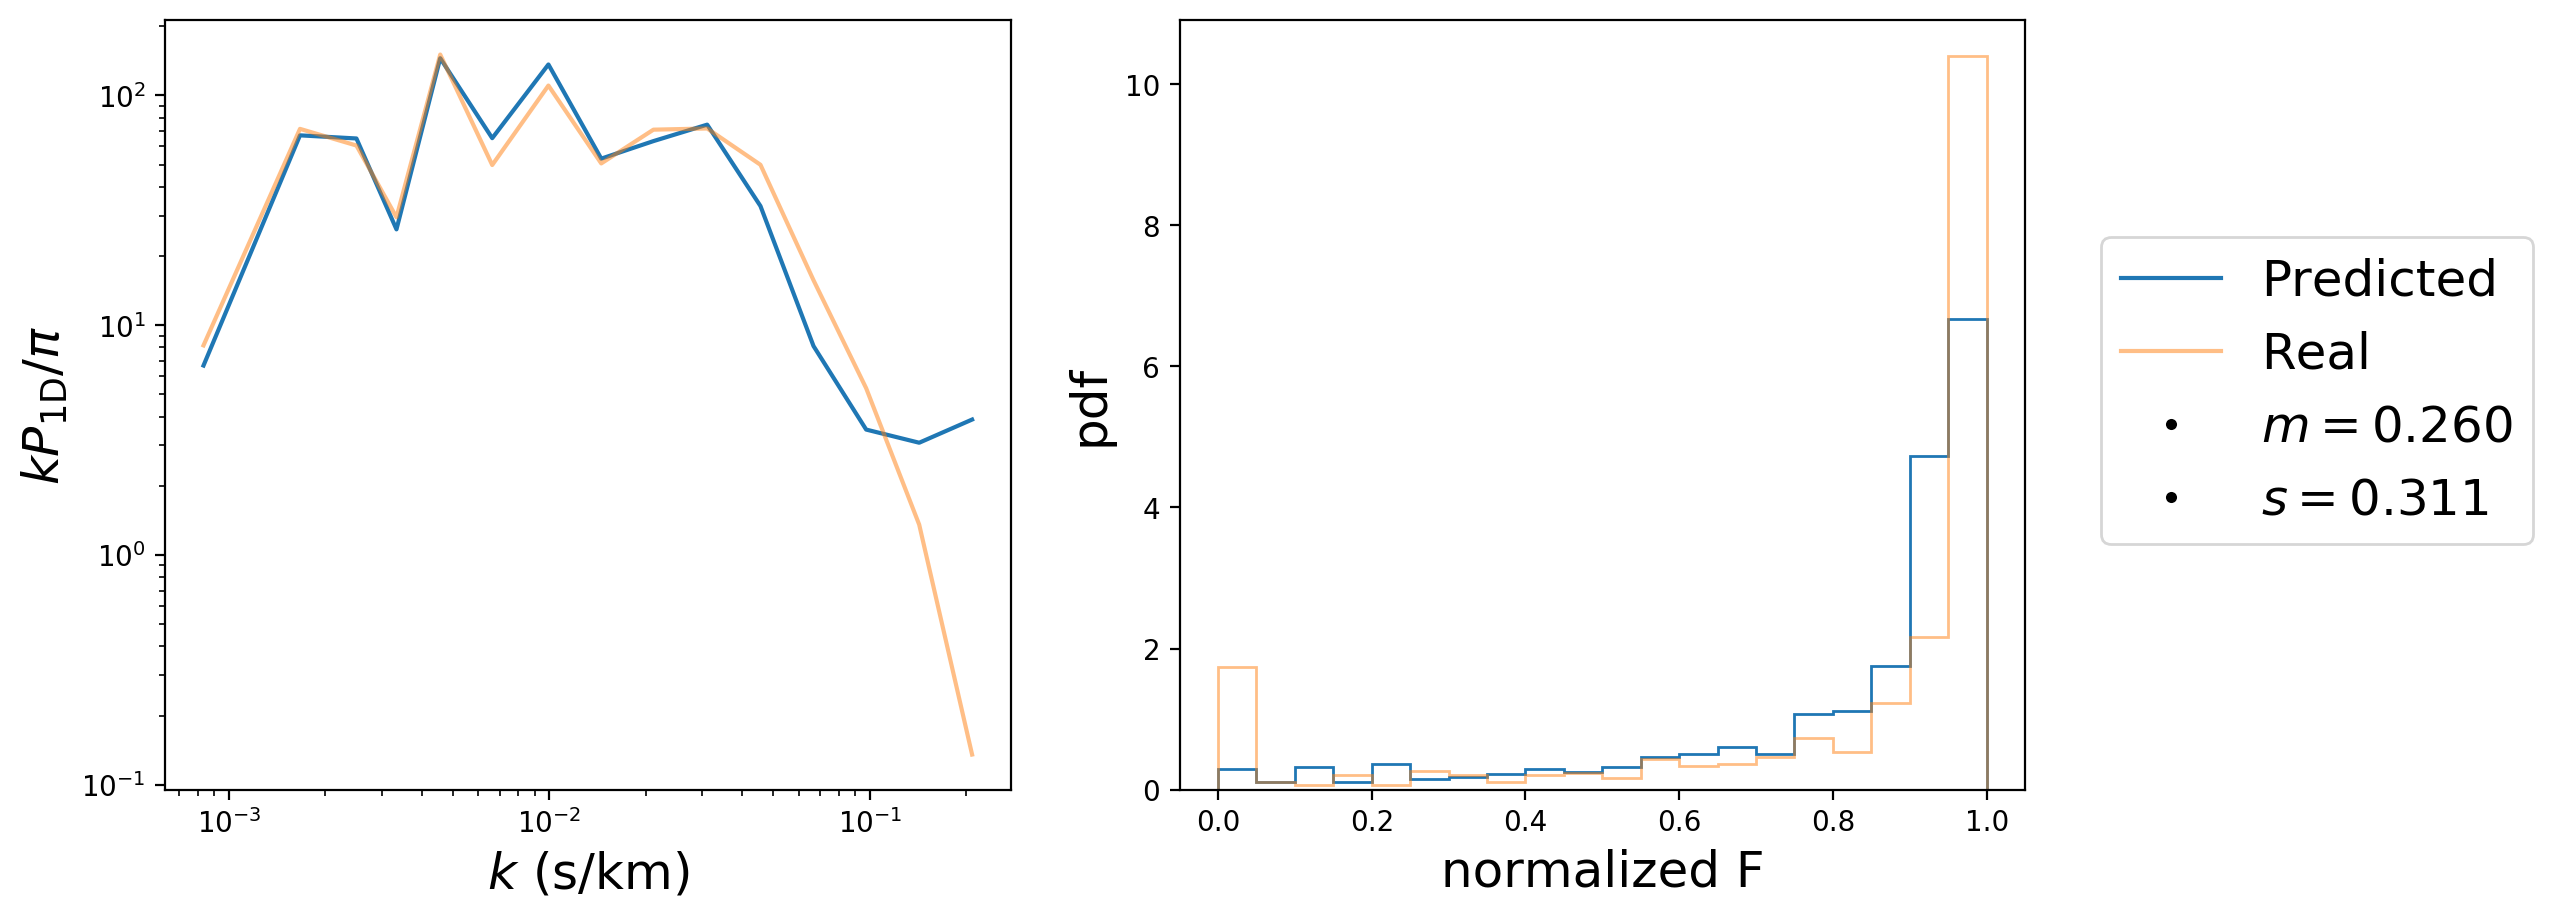 10²
10¹
10⁰
10⁻¹
kP₁D/π
10⁻³
10⁻²
10⁻¹
k (s/km)
10
8
6
4
2
0
pdf
0.0
0.2
0.4
0.6
0.8
1.0
normalized F
Predicted
Real
m = 0.260
s = 0.311